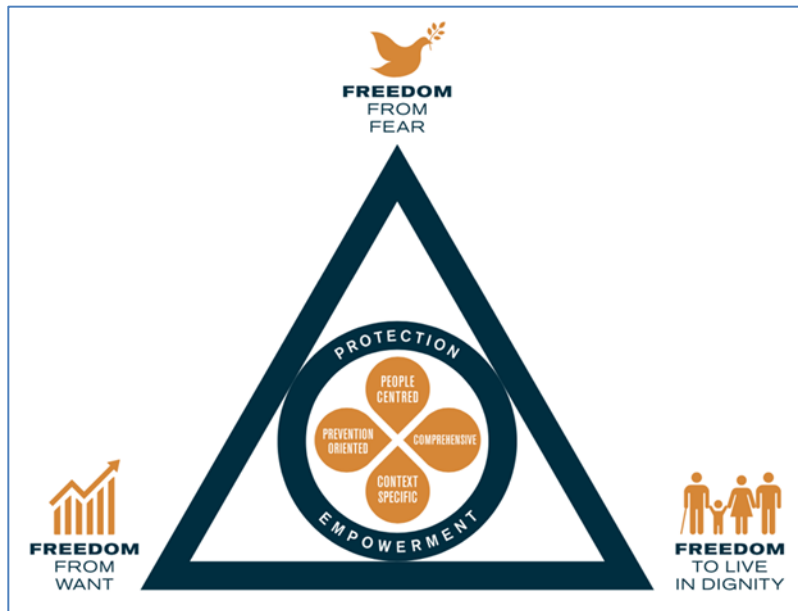 FREEDOM
FROM
FEAR
PROTECTION
PEOPLE
CENTRED
PREVENTION
ORIENTED
COMPREHENSIVE
CONTEXT
SPECIFIC
EMPOWERMENT
FREEDOM
FROM
WANT
FREEDOM
TO LIVE
IN DIGNITY